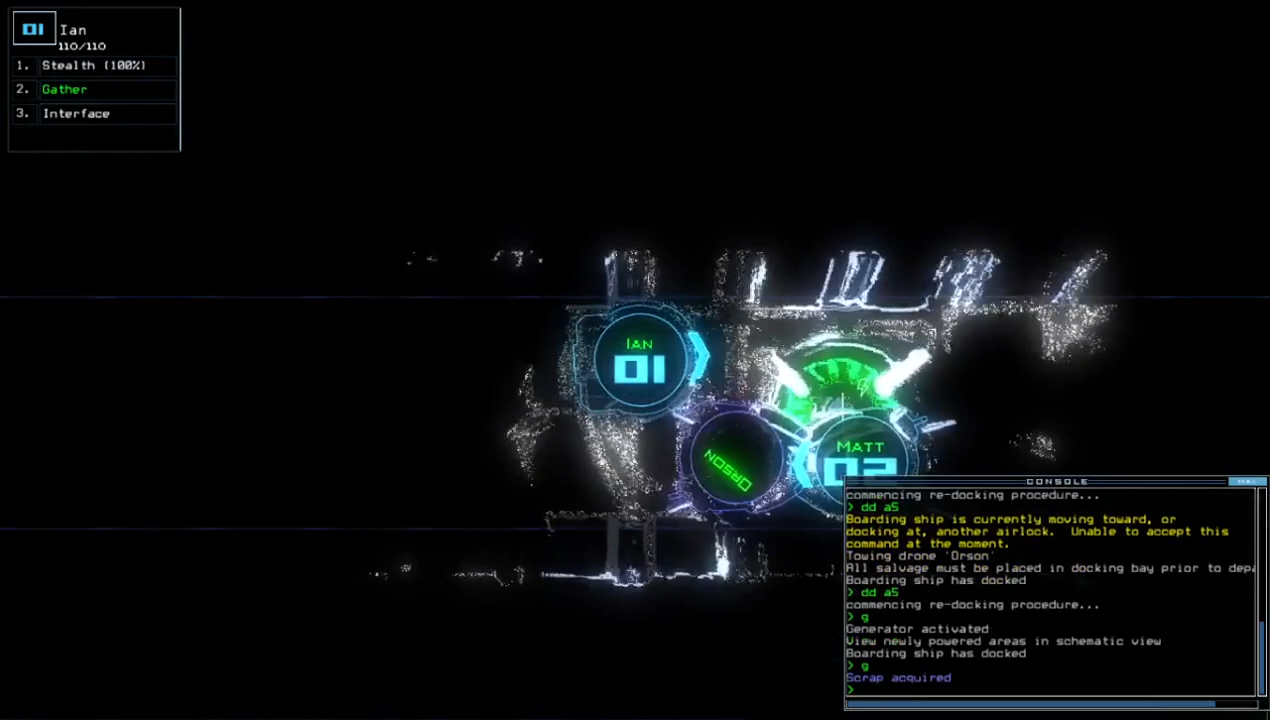 01 Ian
110/110
1. Stealth (100%)
2. Gather
3. Interface
IAN
01
ORSON
MATT
02
CONSOLE
commencing re-docking procedure...
> dd a5
Boarding ship is currently moving toward, or
docking at, another airlock.  Unable to accept this
command at the moment.
Towing drone 'Orson'
All salvage must be placed in docking bay prior to depa
Boarding ship has docked
> dd a5
commencing re-docking procedure...
> g
Generator activated
View newly powered areas in schematic view
Boarding ship has docked
> g
Scrap acquired
>